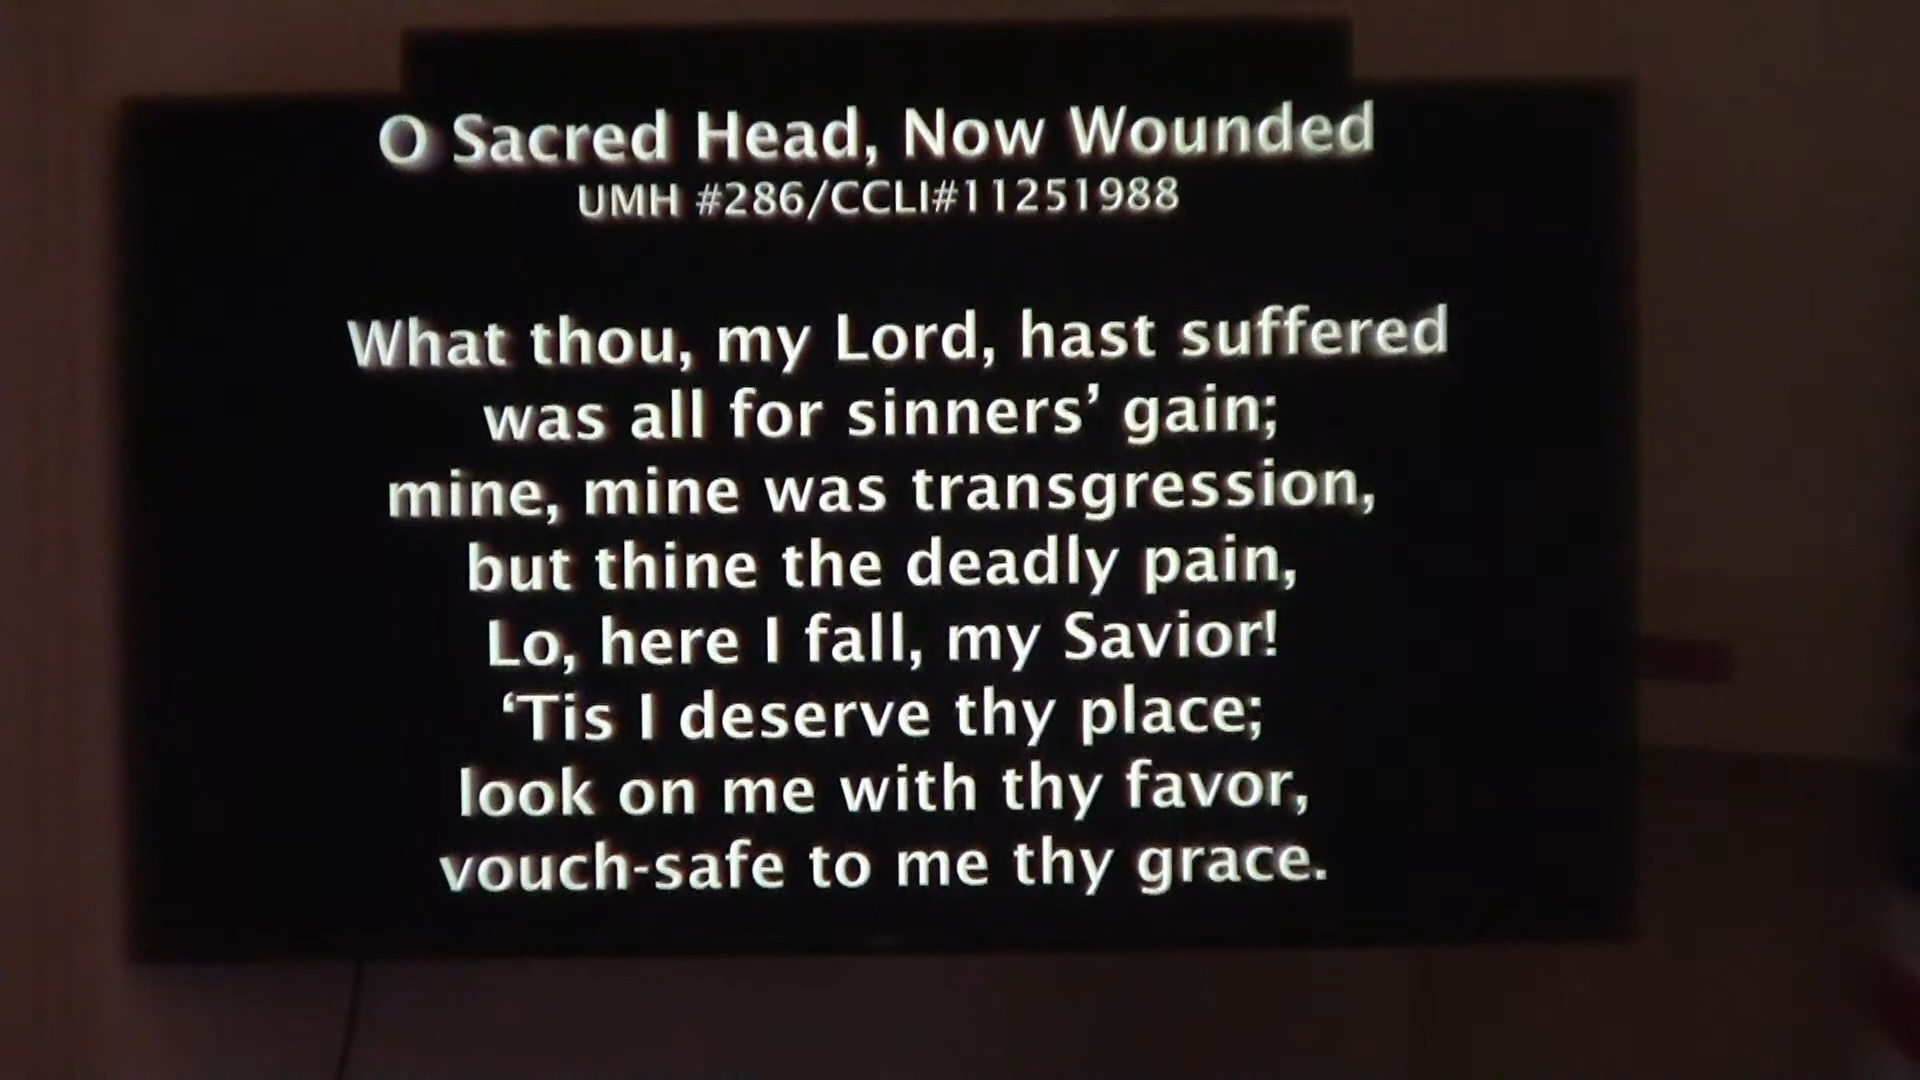 O Sacred Head, Now Wounded
UMH #286/CCLI#11251988
What thou, my Lord, hast suffered
was all for sinners’ gain;
mine, mine was transgression,
but thine the deadly pain,
Lo, here I fall, my Savior!
‘Tis I deserve thy place;
look on me with thy favor,
vouch-safe to me thy grace.